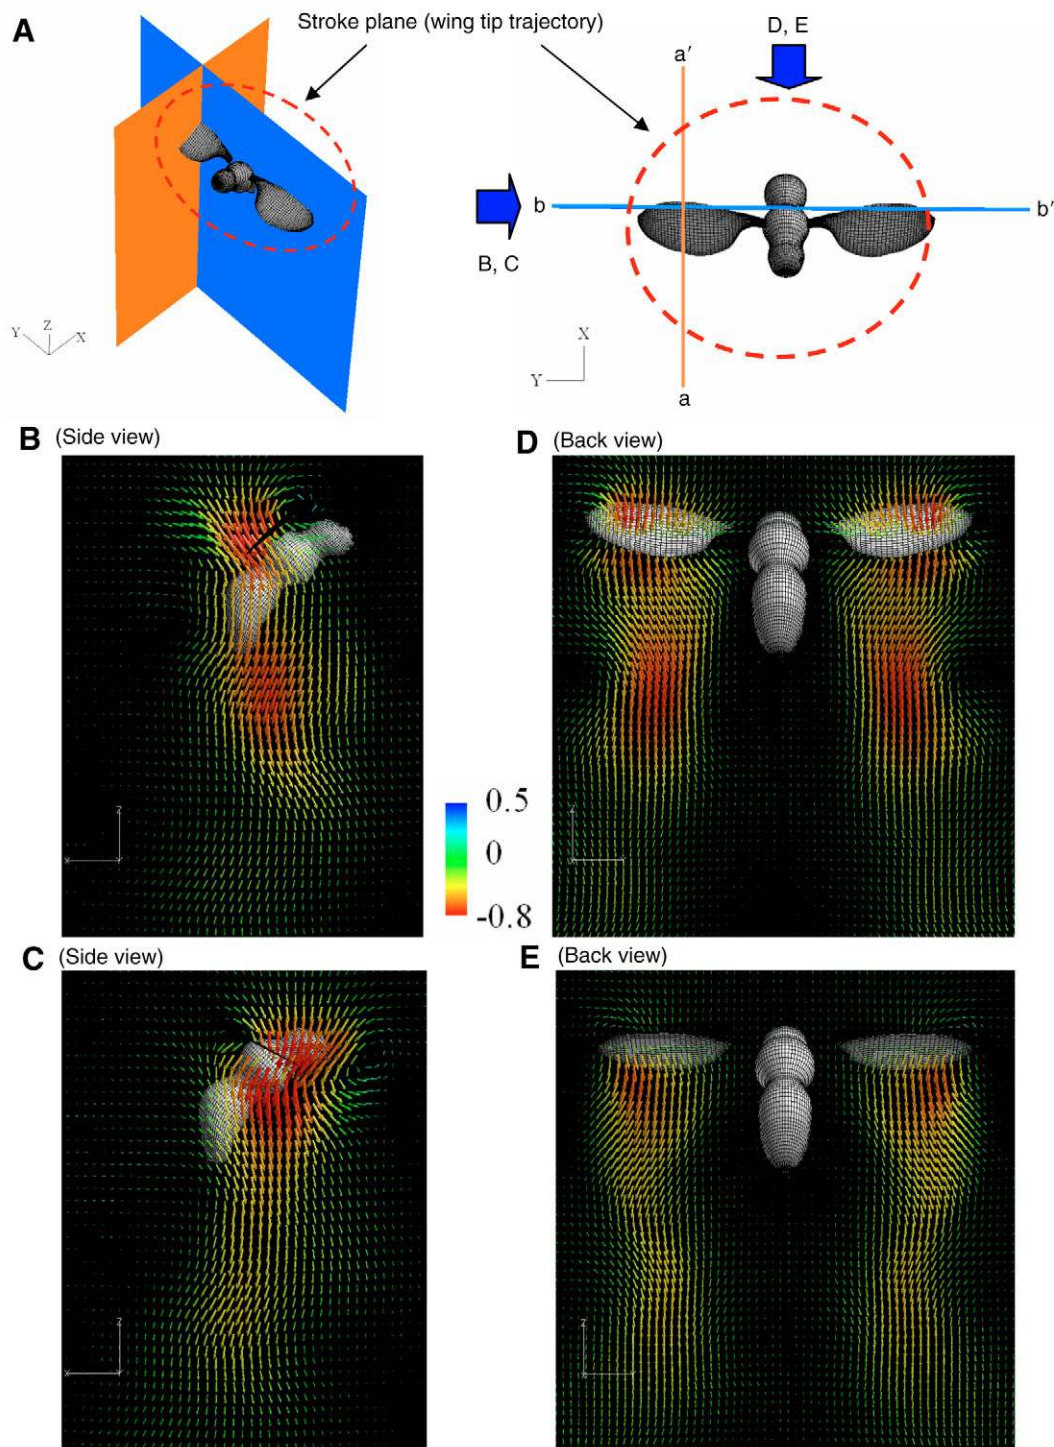 A
Stroke plane (wing tip trajectory)
D, E
a′
b
b′
B, C
a
Y
Z
X
X
Y
B (Side view)
D (Back view)
0.5
0
-0.8
C (Side view)
E (Back view)
Z
Z
Z
Z